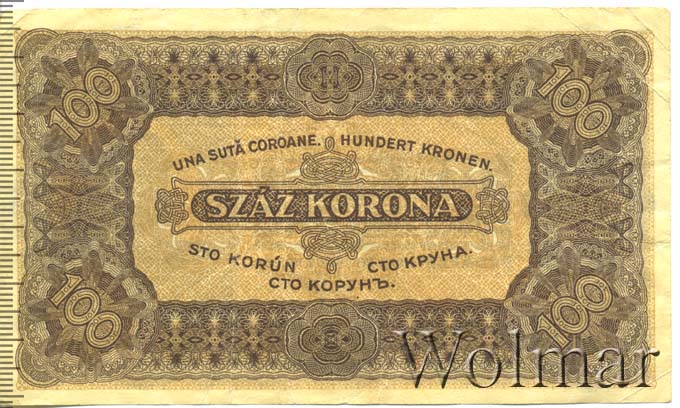 100 100
UNA SUTĂ COROANE. HUNDERT KRONEN.
SZÁZ KORONA
STO KORÚN СТО КРУНА.
СТО КОРУНЪ.
100 100
Wolmar